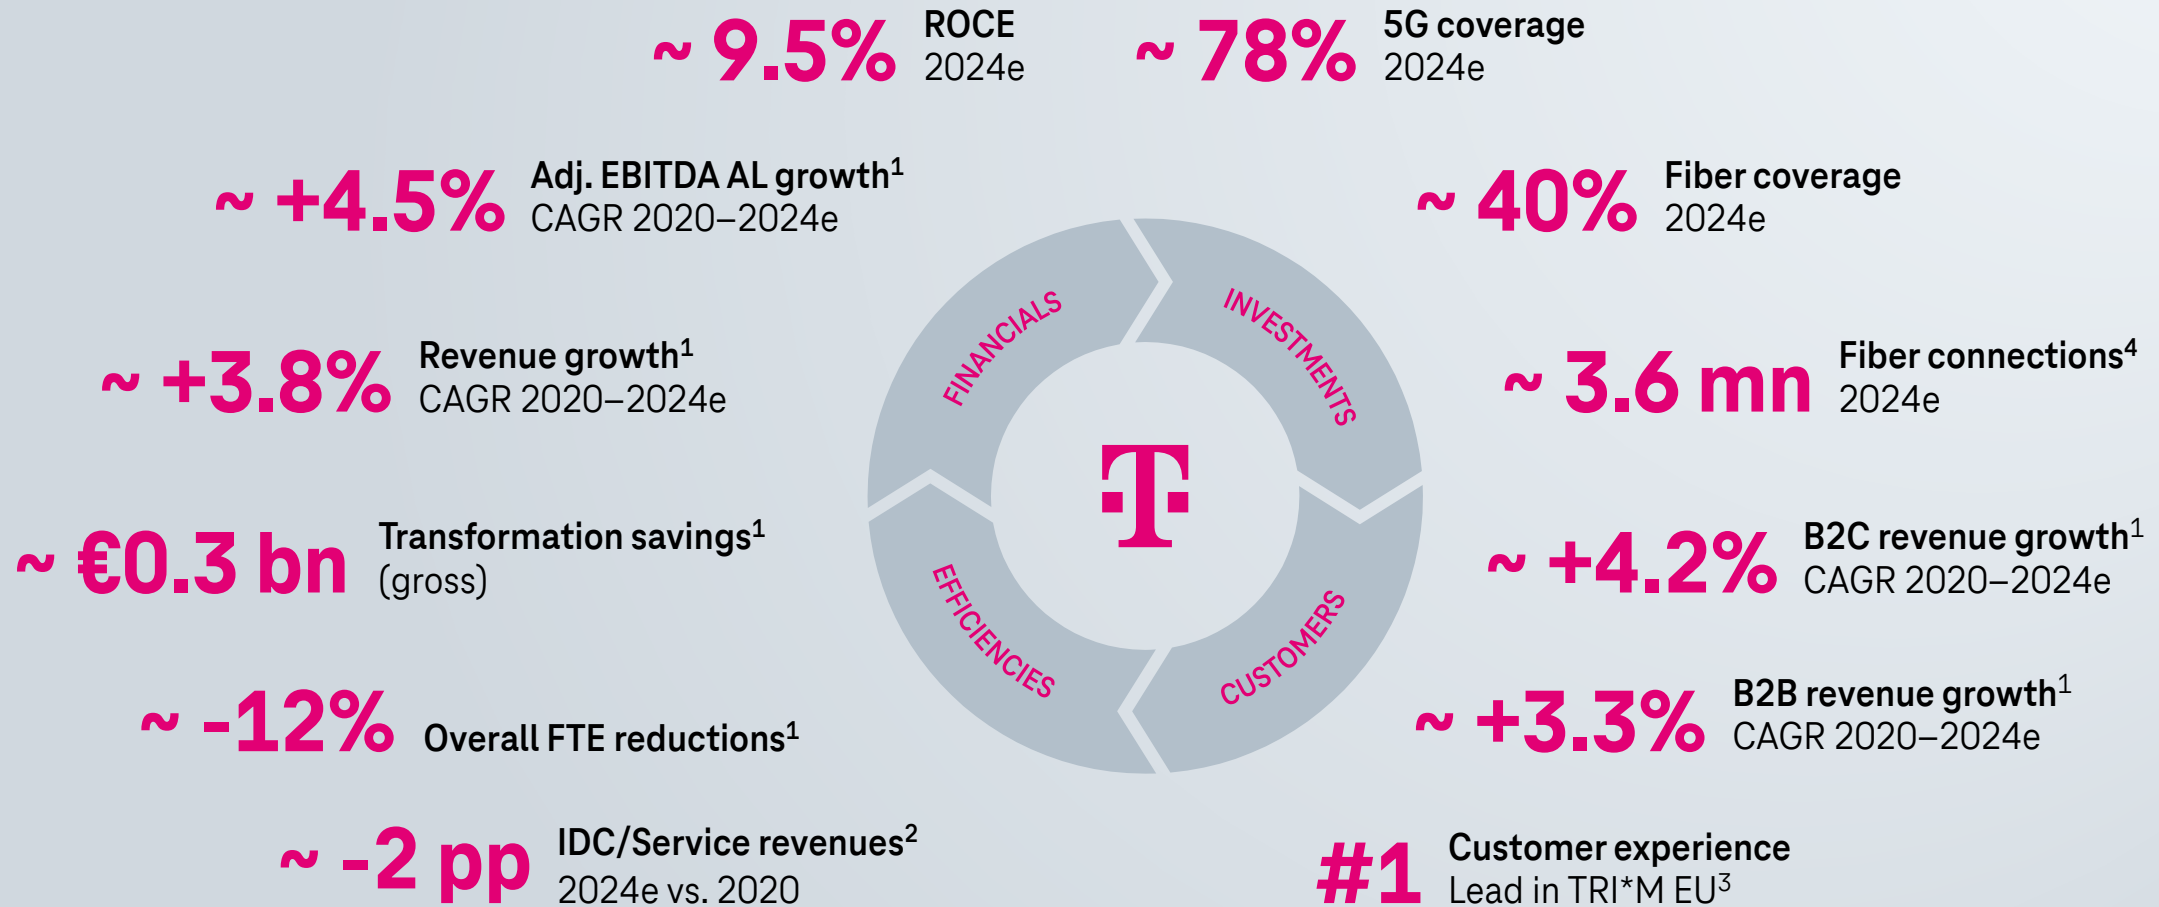 ~ 9.5% ROCE
2024e
~ 78% 5G coverage
2024e
~ +4.5% Adj. EBITDA AL growth¹
CAGR 2020–2024e
~ 40% Fiber coverage
2024e
~ +3.8% Revenue growth¹
CAGR 2020–2024e
~ 3.6 mn Fiber connections⁴
2024e
FINANCIALS
INVESTMENTS
T
EFFICIENCIES
CUSTOMERS
~ €0.3 bn Transformation savings¹
(gross)
~ +4.2% B2C revenue growth¹
CAGR 2020–2024e
~ -12% Overall FTE reductions¹
~ +3.3% B2B revenue growth¹
CAGR 2020–2024e
~ -2 pp IDC/Service revenues²
2024e vs. 2020
#1 Customer experience
Lead in TRI*M EU³